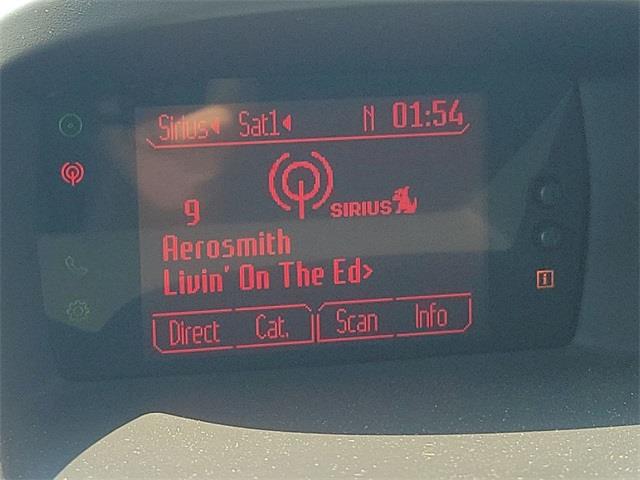 Sirius Sat1 N 01:54
9
SIRIUS
Aerosmith
Livin' On The Ed>
Direct Cat. Scan Info
i